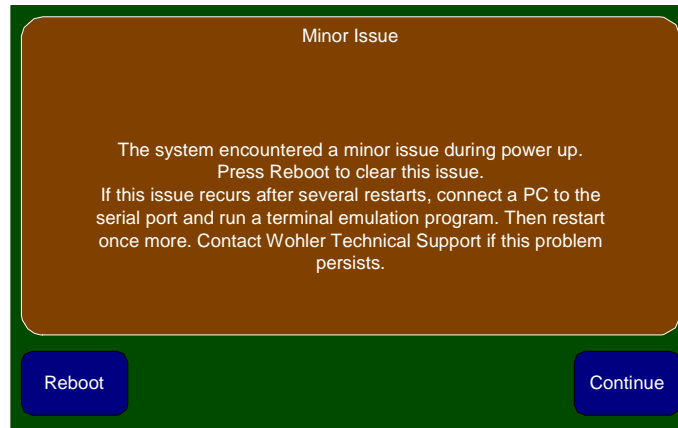 Minor Issue
The system encountered a minor issue during power up.
Press Reboot to clear this issue.
If this issue recurs after several restarts, connect a PC to the
serial port and run a terminal emulation program. Then restart
once more. Contact Wohler Technical Support if this problem
persists.
Reboot
Continue